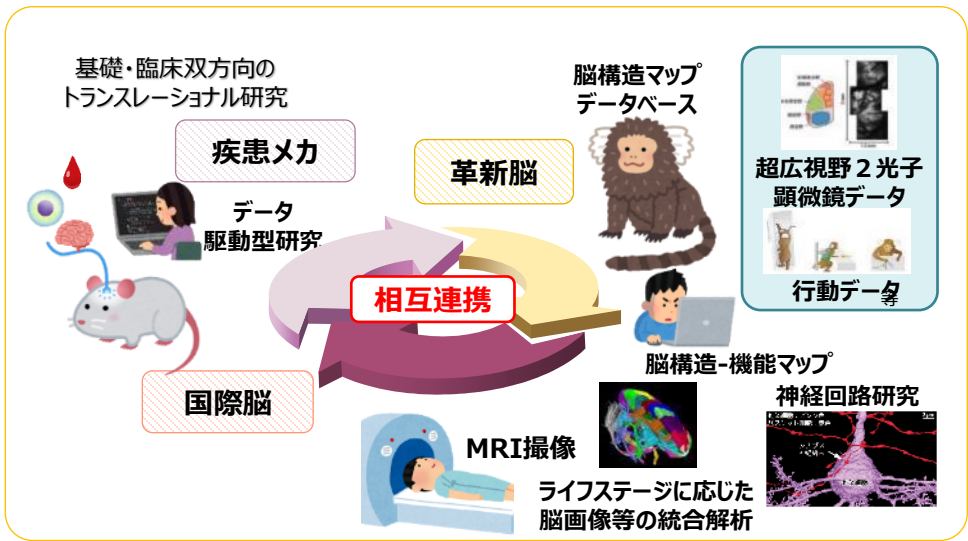 基礎・臨床双方向の
トランスレーショナル研究
疾患メカ
データ
駆動型研究
革新脳
脳構造マップ
データベース
超広視野２光子
顕微鏡データ
行動データ等
相互連携
国際脳
脳構造-機能マップ
神経回路研究
MRI撮像
ライフステージに応じた
脳画像等の統合解析